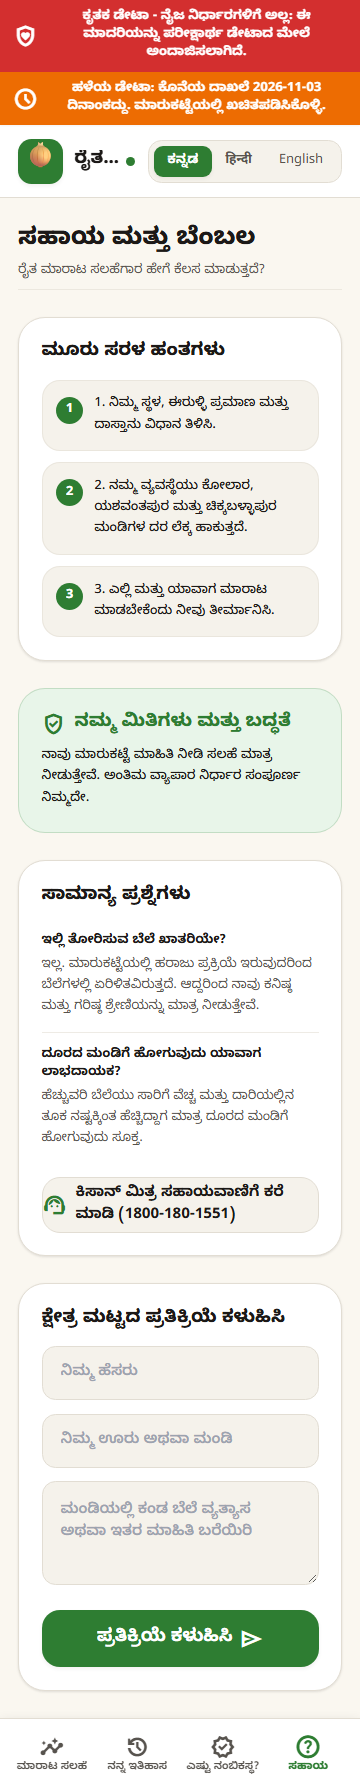 ಕೃತಕ ಡೇಟಾ - ನೈಜ ನಿರ್ಧಾರಗಳಿಗೆ ಅಲ್ಲ: ಈ
ಮಾದರಿಯನ್ನು ಪರೀಕ್ಷಾರ್ಥ ಡೇಟಾದ ಮೇಲೆ
ಅಂದಾಜಿಸಲಾಗಿದೆ.
ಹಳೆಯ ಡೇಟಾ: ಕೊನೆಯ ದಾಖಲೆ 2026-11-03
ದಿನಾಂಕದ್ದು. ಮಾರುಕಟ್ಟೆಯಲ್ಲಿ ಖಚಿತಪಡಿಸಿಕೊಳ್ಳಿ.
ರೈತ...
ಕನ್ನಡ
हिन्दी
English
ಸಹಾಯ ಮತ್ತು ಬೆಂಬಲ
ರೈತ ಮಾರಾಟ ಸಲಹೆಗಾರ ಹೇಗೆ ಕೆಲಸ ಮಾಡುತ್ತದೆ?
ಮೂರು ಸರಳ ಹಂತಗಳು
1
1. ನಿಮ್ಮ ಸ್ಥಳ, ಈರುಳ್ಳಿ ಪ್ರಮಾಣ ಮತ್ತು
ದಾಸ್ತಾನು ವಿಧಾನ ತಿಳಿಸಿ.
2
2. ನಮ್ಮ ವ್ಯವಸ್ಥೆಯು ಕೋಲಾರ,
ಯಶವಂತಪುರ ಮತ್ತು ಚಿಕ್ಕಬಳ್ಳಾಪುರ
ಮಂಡಿಗಳ ದರ ಲೆಕ್ಕ ಹಾಕುತ್ತದೆ.
3
3. ಎಲ್ಲಿ ಮತ್ತು ಯಾವಾಗ ಮಾರಾಟ
ಮಾಡಬೇಕೆಂದು ನೀವು ತೀರ್ಮಾನಿಸಿ.
ನಮ್ಮ ಮಿತಿಗಳು ಮತ್ತು ಬದ್ಧತೆ
ನಾವು ಮಾರುಕಟ್ಟೆ ಮಾಹಿತಿ ನೀಡಿ ಸಲಹೆ ಮಾತ್ರ
ನೀಡುತ್ತೇವೆ. ಅಂತಿಮ ವ್ಯಾಪಾರ ನಿರ್ಧಾರ ಸಂಪೂರ್ಣ
ನಿಮ್ಮದೇ.
ಸಾಮಾನ್ಯ ಪ್ರಶ್ನೆಗಳು
ಇಲ್ಲಿ ತೋರಿಸುವ ಬೆಲೆ ಖಾತರಿಯೇ?
ಇಲ್ಲ. ಮಾರುಕಟ್ಟೆಯಲ್ಲಿ ಹರಾಜು ಪ್ರಕ್ರಿಯೆ ಇರುವುದರಿಂದ
ಬೆಲೆಗಳಲ್ಲಿ ಏರಿಳಿತವಿರುತ್ತದೆ. ಆದ್ದರಿಂದ ನಾವು ಕನಿಷ್ಠ
ಮತ್ತು ಗರಿಷ್ಠ ಶ್ರೇಣಿಯನ್ನು ಮಾತ್ರ ನೀಡುತ್ತೇವೆ.
ದೂರದ ಮಂಡಿಗೆ ಹೋಗುವುದು ಯಾವಾಗ
ಲಾಭದಾಯಕ?
ಹೆಚ್ಚುವರಿ ಬೆಲೆಯು ಸಾರಿಗೆ ವೆಚ್ಚ ಮತ್ತು ದಾರಿಯಲ್ಲಿನ
ತೂಕ ನಷ್ಟಕ್ಕಿಂತ ಹೆಚ್ಚಿದ್ದಾಗ ಮಾತ್ರ ದೂರದ ಮಂಡಿಗೆ
ಹೋಗುವುದು ಸೂಕ್ತ.
ಕಿಸಾನ್ ಮಿತ್ರ ಸಹಾಯವಾಣಿಗೆ ಕರೆ
ಮಾಡಿ (1800-180-1551)
ಕ್ಷೇತ್ರ ಮಟ್ಟದ ಪ್ರತಿಕ್ರಿಯೆ ಕಳುಹಿಸಿ
ನಿಮ್ಮ ಹೆಸರು
ನಿಮ್ಮ ಊರು ಅಥವಾ ಮಂಡಿ
ಮಂಡಿಯಲ್ಲಿ ಕಂಡ ಬೆಲೆ ವ್ಯತ್ಯಾಸ
ಅಥವಾ ಇತರ ಮಾಹಿತಿ ಬರೆಯಿರಿ
ಪ್ರತಿಕ್ರಿಯೆ ಕಳುಹಿಸಿ
ಮಾರಾಟ ಸಲಹೆ
ನನ್ನ ಇತಿಹಾಸ
ಎಷ್ಟು ನಂಬಿಕಸ್ಥ?
ಸಹಾಯ